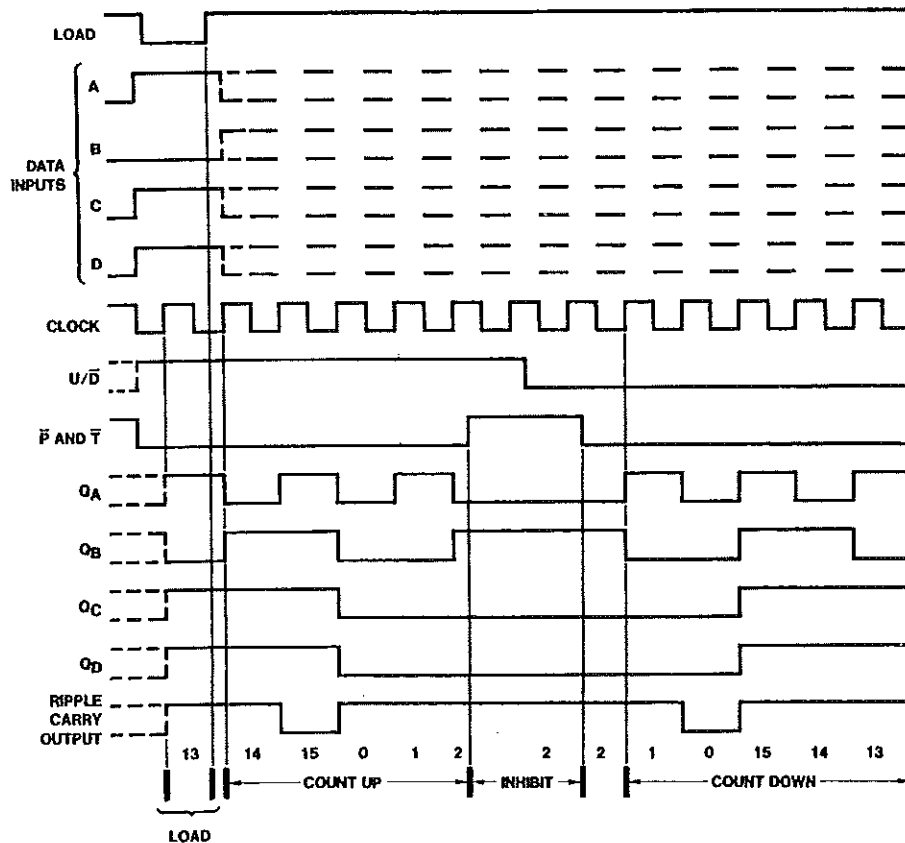 LOAD
A
B
DATA
INPUTS
C
D
CLOCK
U/D̅
P̅ AND T̅
QA
QB
QC
QD
RIPPLE
CARRY
OUTPUT
13 14 15 0 1 2 2 2 1 0 15 14 13
COUNT UP INHIBIT COUNT DOWN
LOAD